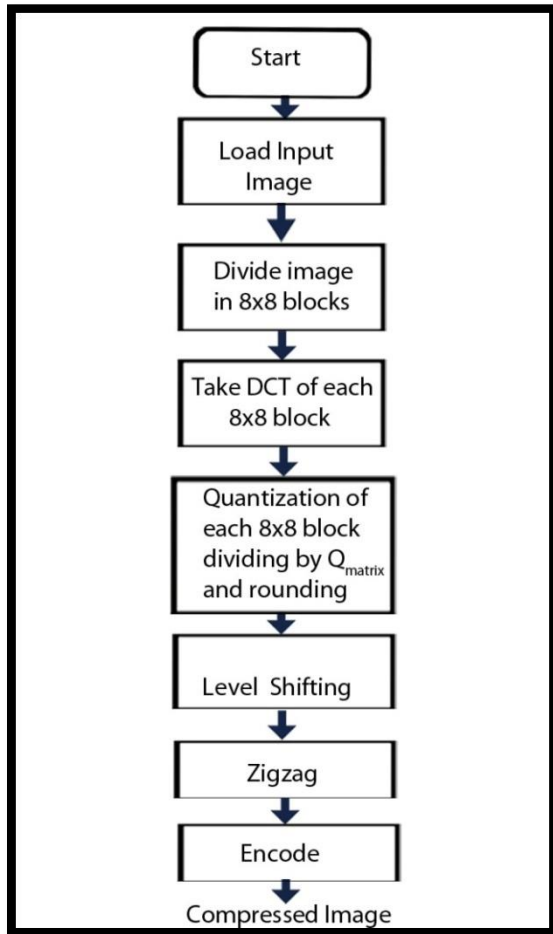 Start
Load Input
Image
Divide image
in 8x8 blocks
Take DCT of each
8x8 block
Quantization of
each 8x8 block
dividing by Qmatrix
and rounding
Level Shifting
Zigzag
Encode
Compressed Image